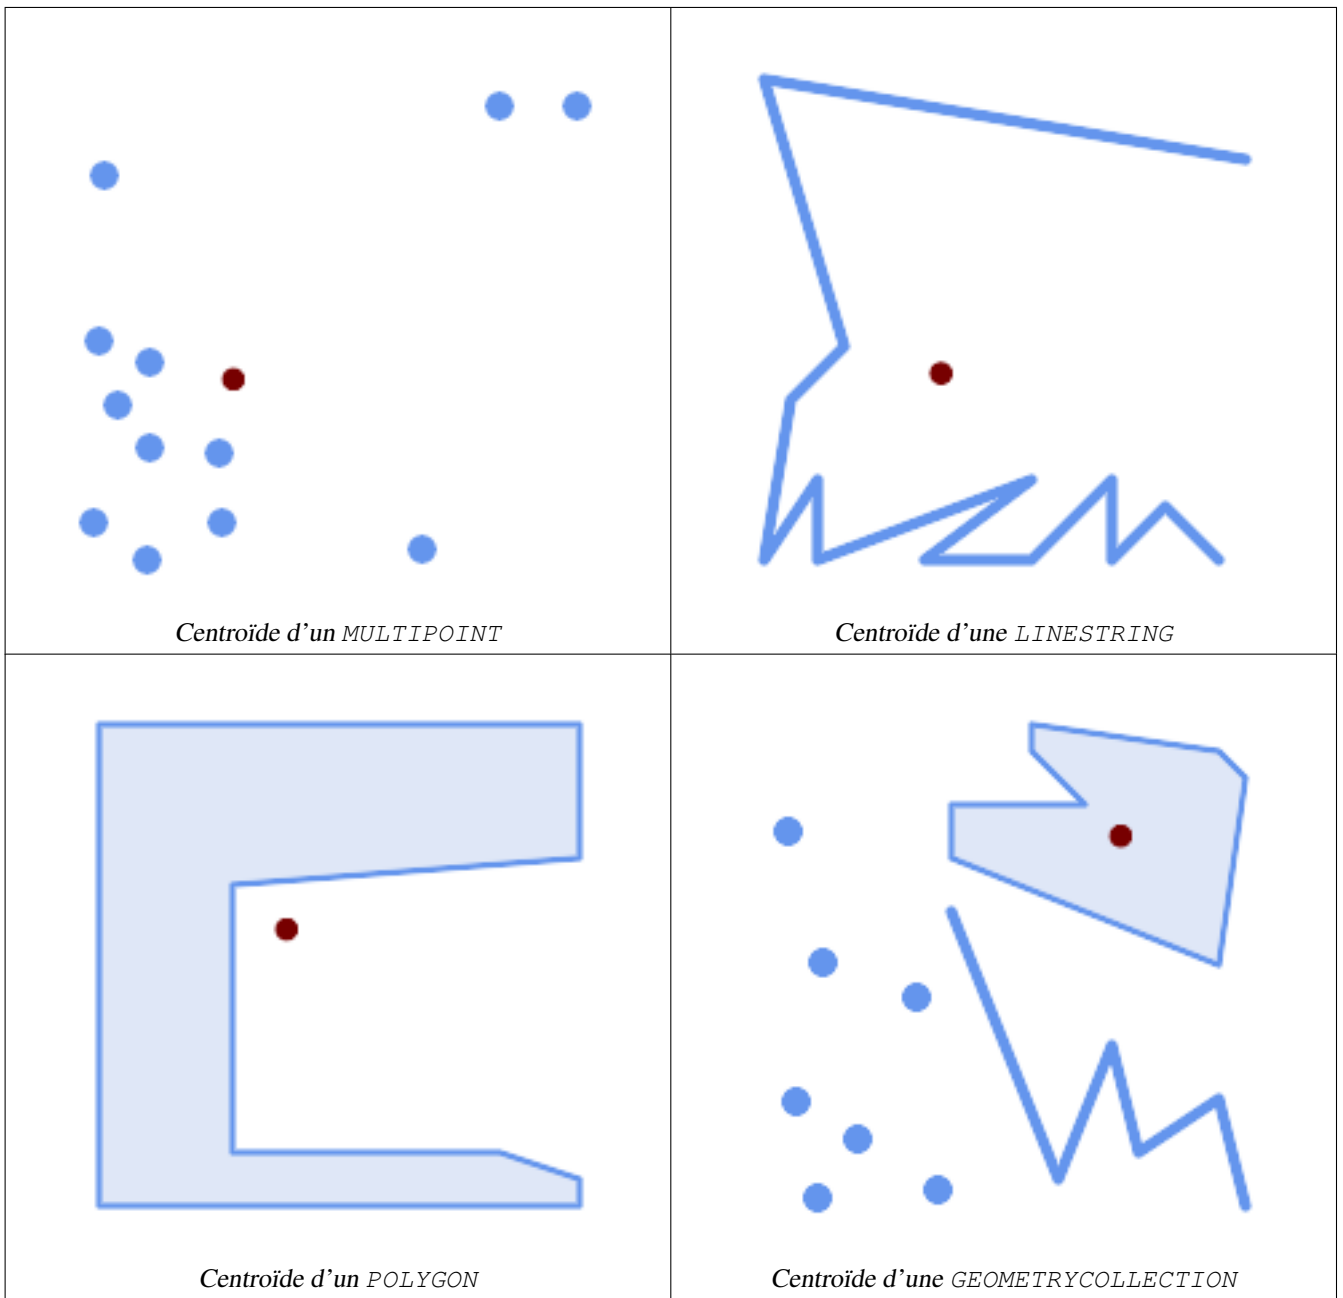 Centroïde d'un MULTIPOINT
Centroïde d'une LINESTRING
Centroïde d'un POLYGON
Centroïde d'une GEOMETRYCOLLECTION